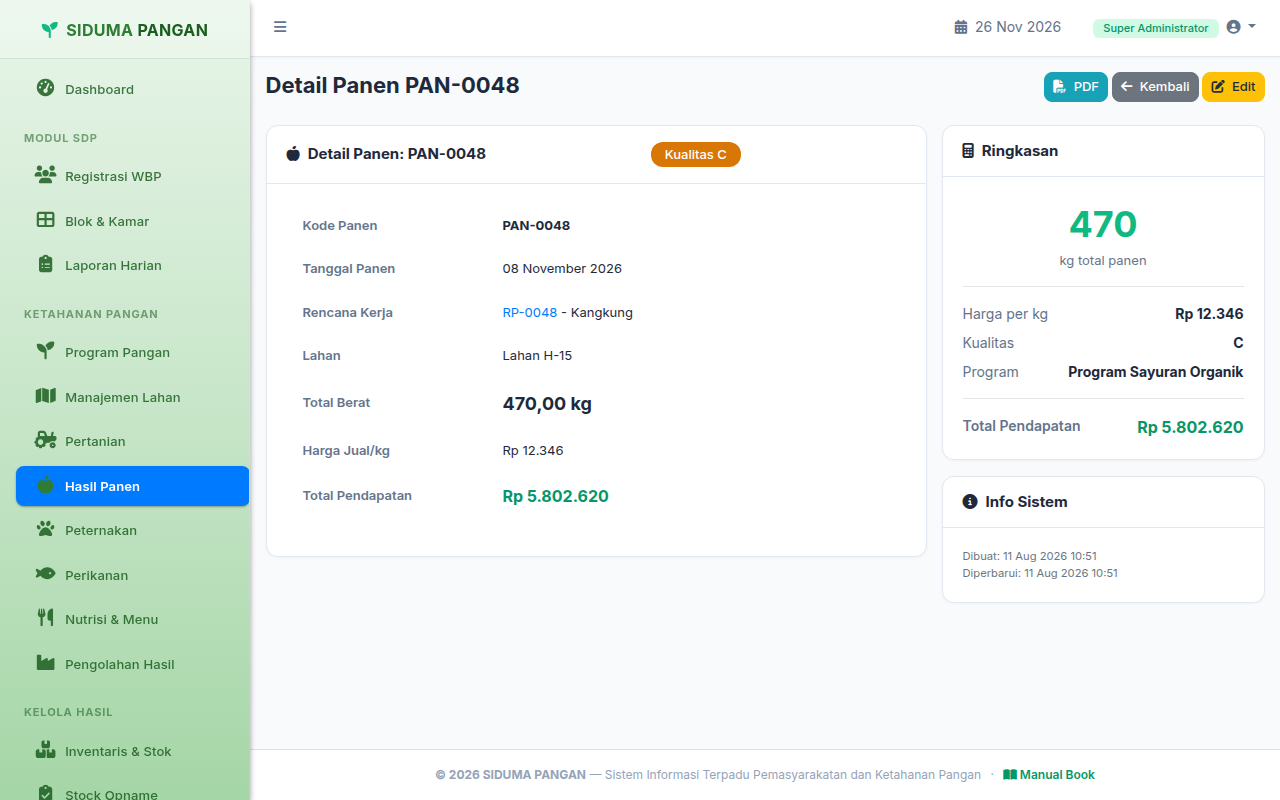 SIDUMA PANGAN
26 Nov 2026
Super Administrator
Dashboard
MODUL SDP
Registrasi WBP
Blok & Kamar
Laporan Harian
KETAHANAN PANGAN
Program Pangan
Manajemen Lahan
Pertanian
Hasil Panen
Peternakan
Perikanan
Nutrisi & Menu
Pengolahan Hasil
KELOLA HASIL
Inventaris & Stok
Stock Opname
Detail Panen PAN-0048
PDF
Kembali
Edit
Detail Panen: PAN-0048
Kualitas C
Kode Panen PAN-0048
Tanggal Panen 08 November 2026
Rencana Kerja RP-0048 - Kangkung
Lahan Lahan H-15
Total Berat 470,00 kg
Harga Jual/kg Rp 12.346
Total Pendapatan Rp 5.802.620
Ringkasan
470
kg total panen
Harga per kg Rp 12.346
Kualitas C
Program Program Sayuran Organik
Total Pendapatan Rp 5.802.620
Info Sistem
Dibuat: 11 Aug 2026 10:51
Diperbarui: 11 Aug 2026 10:51
© 2026 SIDUMA PANGAN — Sistem Informasi Terpadu Pemasyarakatan dan Ketahanan Pangan · Manual Book